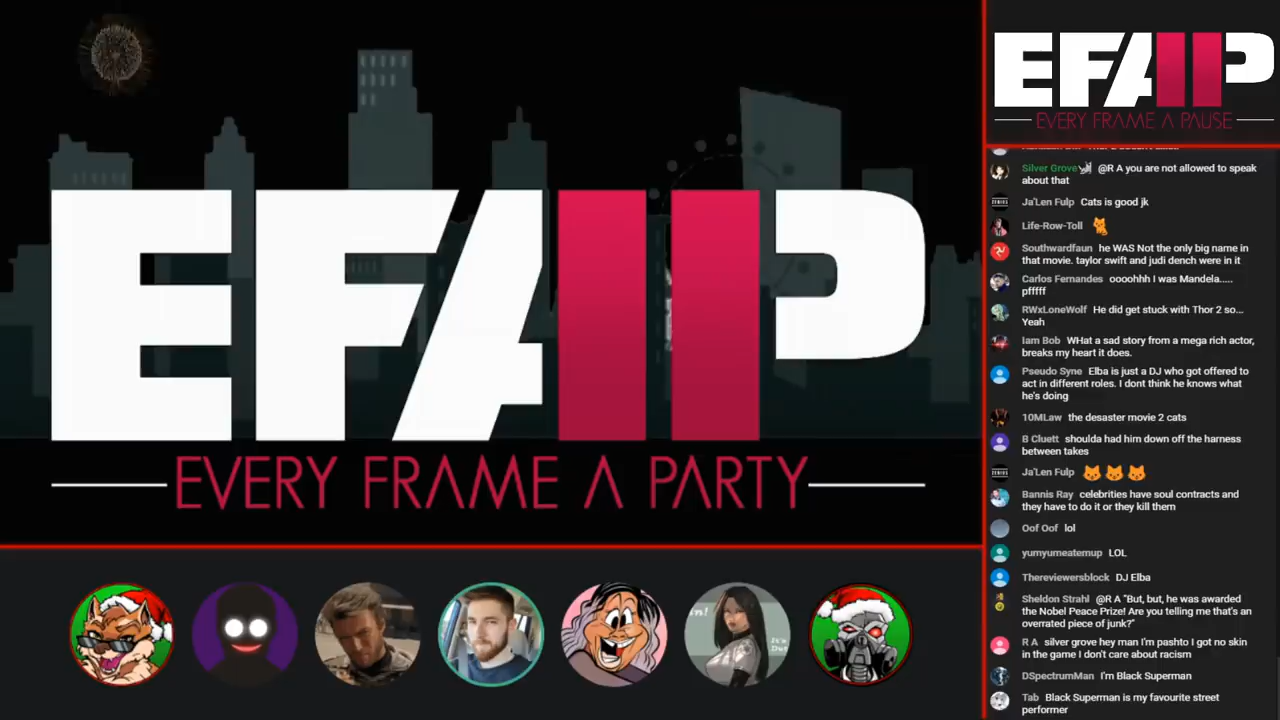 EFAP
EVERY FRAME A PARTY
EFAP
EVERY FRAME A PAUSE
Silver Grove @R A you are not allowed to speak
about that
Ja'Len Fulp Cats is good jk
Life-Row-Toll
Southwardfaun he WAS Not the only big name in
that movie. taylor swift and judi dench were in it
Carlos Fernandes oooohhh I was Mandela.....
pfffff
RWxLoneWolf He did get stuck with Thor 2 so...
Yeah
Iam Bob WHat a sad story from a mega rich actor,
breaks my heart it does.
Pseudo Syne Elba is just a DJ who got offered to
act in different roles. I dont think he knows what
he's doing
10MLaw the desaster movie 2 cats
B Cluett shoulda had him down off the harness
between takes
Ja'Len Fulp
Bannis Ray celebrities have soul contracts and
they have to do it or they kill them
Oof Oof lol
yumyumeatemup LOL
Thereviewersblock DJ Elba
Sheldon Strahl @R A "But, but, he was awarded
the Nobel Peace Prize! Are you telling me that's an
overrated piece of junk?"
R A silver grove hey man I'm pashto I got no skin
in the game I don't care about racism
DSpectrumMan I'm Black Superman
Tab Black Superman is my favourite street
performer